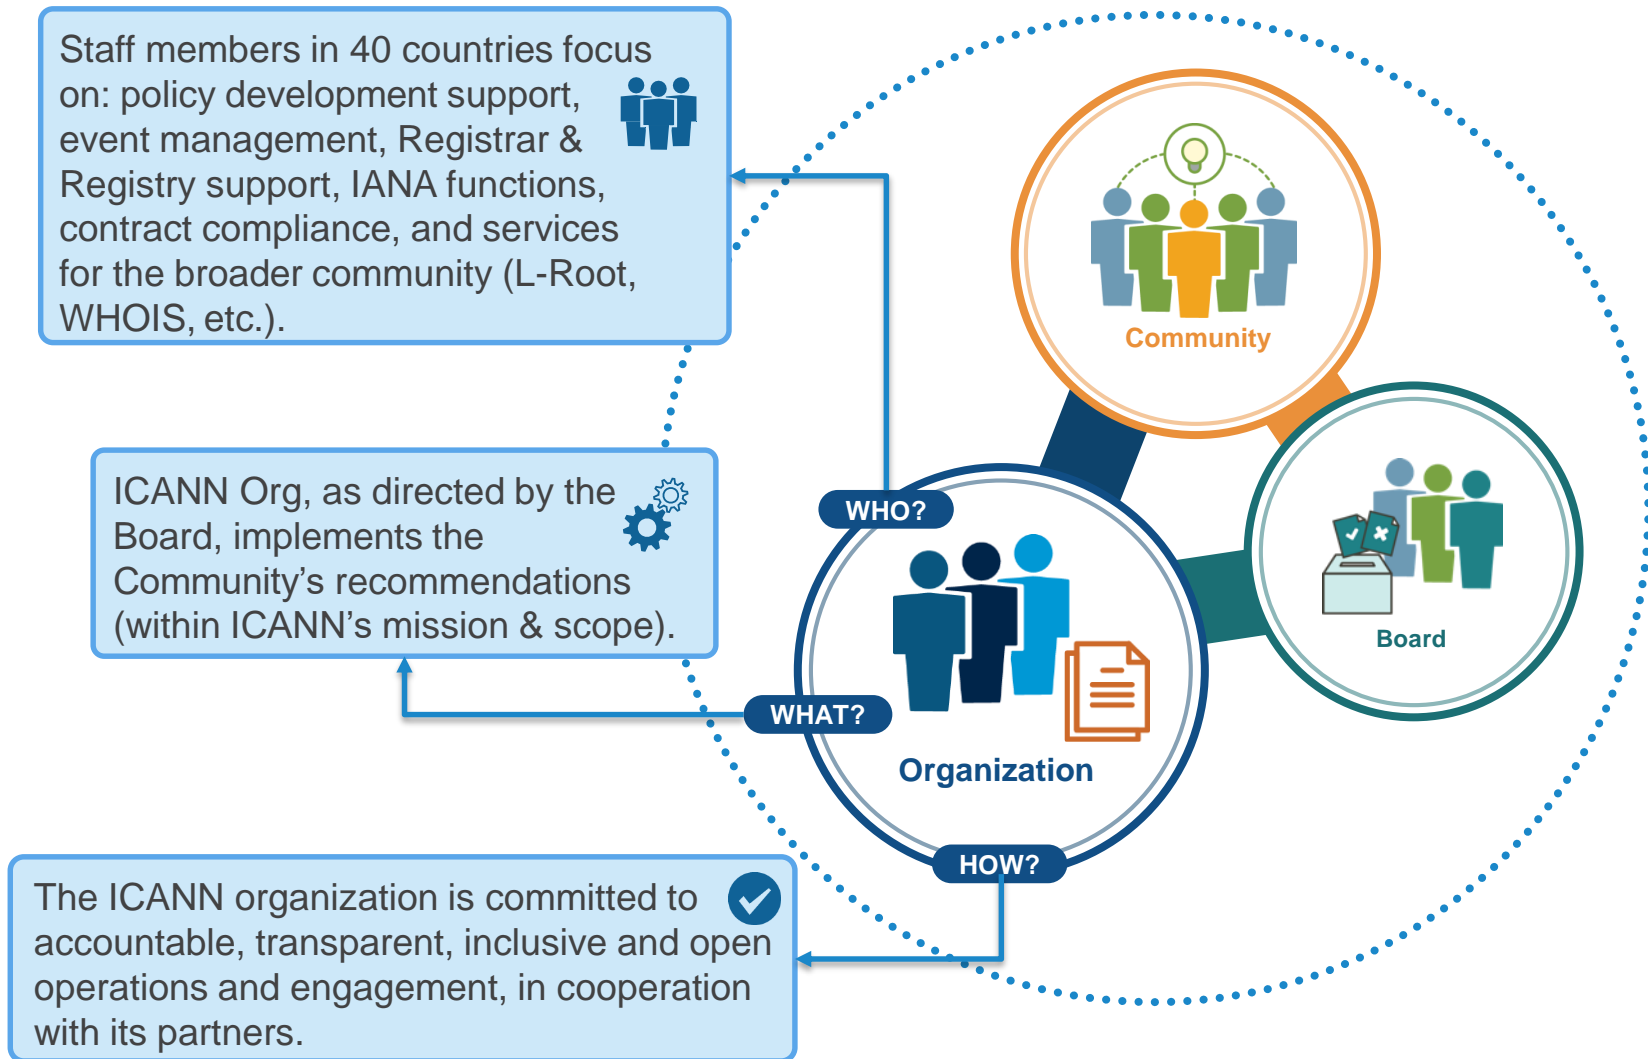 Staff members in 40 countries focus
on: policy development support,
event management, Registrar &
Registry support, IANA functions,
contract compliance, and services
for the broader community (L-Root,
WHOIS, etc.).
Community
ICANN Org, as directed by the
Board, implements the
Community’s recommendations
(within ICANN’s mission & scope).
WHO?
Board
WHAT?
Organization
HOW?
The ICANN organization is committed to
accountable, transparent, inclusive and open
operations and engagement, in cooperation
with its partners.